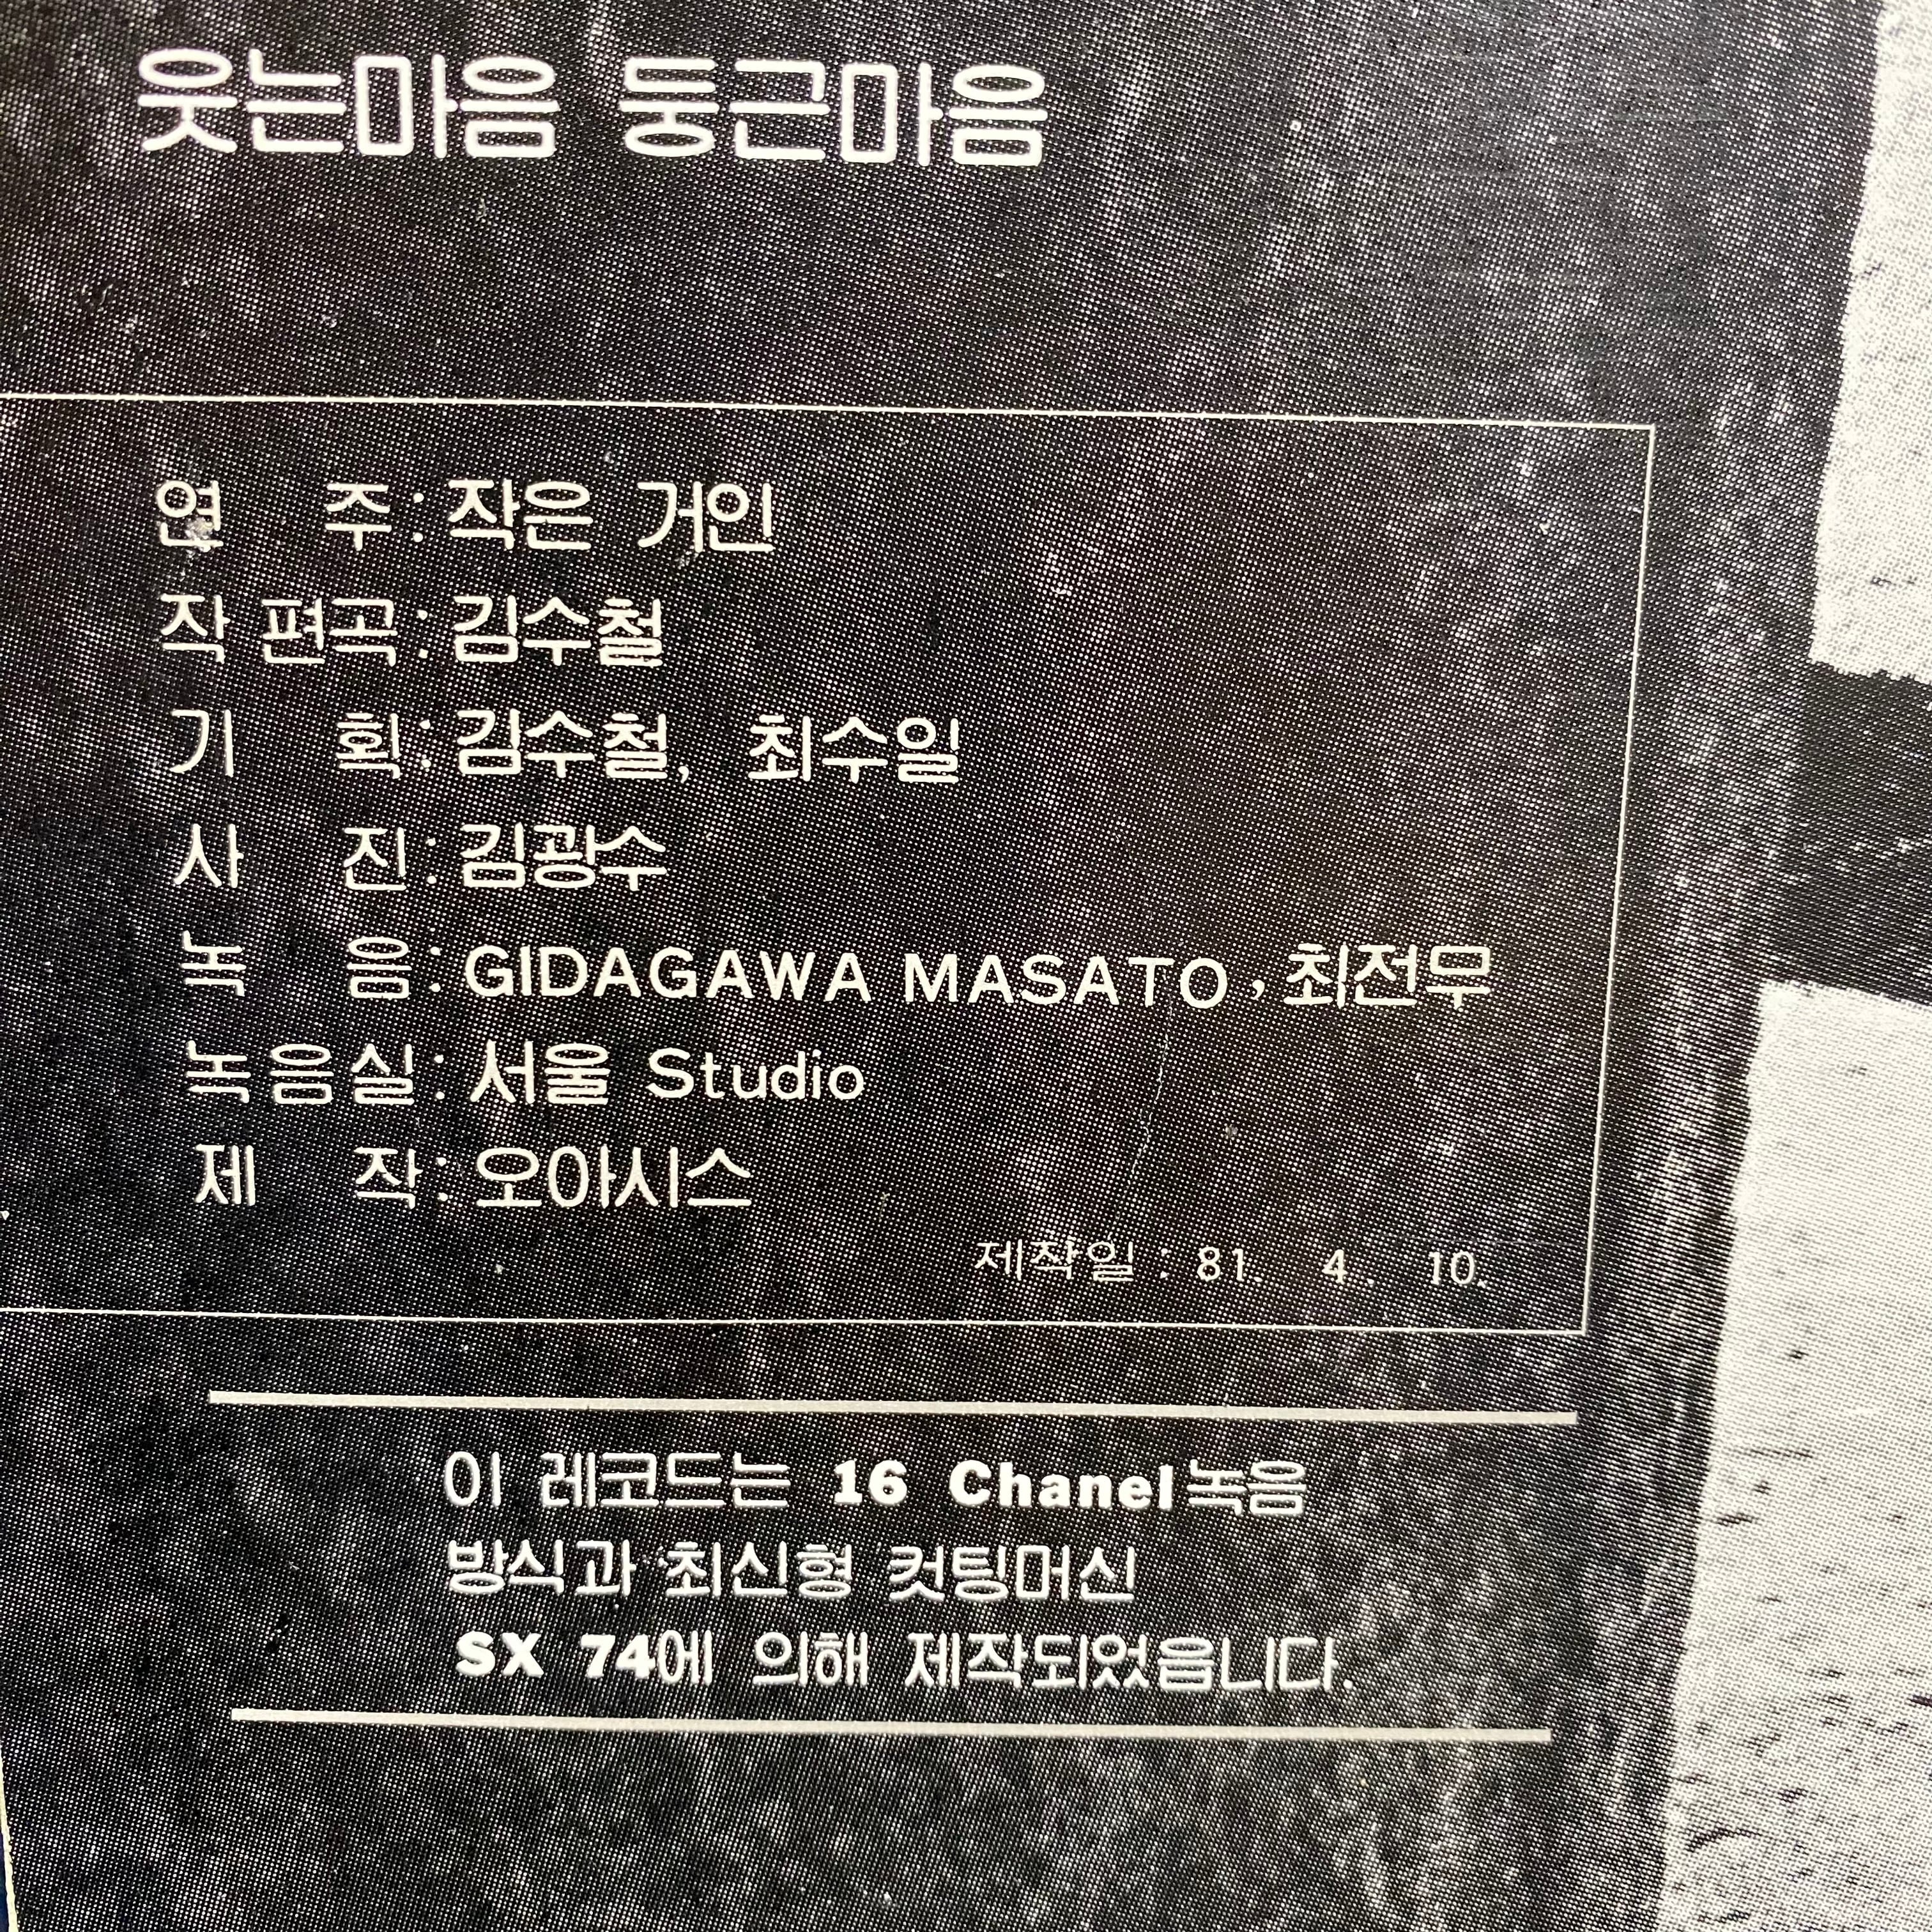 웃는마음 둥근마음
연 주: 작은 거인
작 편곡: 김수철
기 획: 김수철, 최수일
사 진: 김광수
녹 음: GIDAGAWA MASATO, 최전무
녹음실: 서울 Studio
제 작: 오아시스
제작일 : 81. 4. 10.
이 레코드는 16 Chanel녹음
방식과 최신형 컷팅머신
SX 74에 의해 제작되었읍니다.